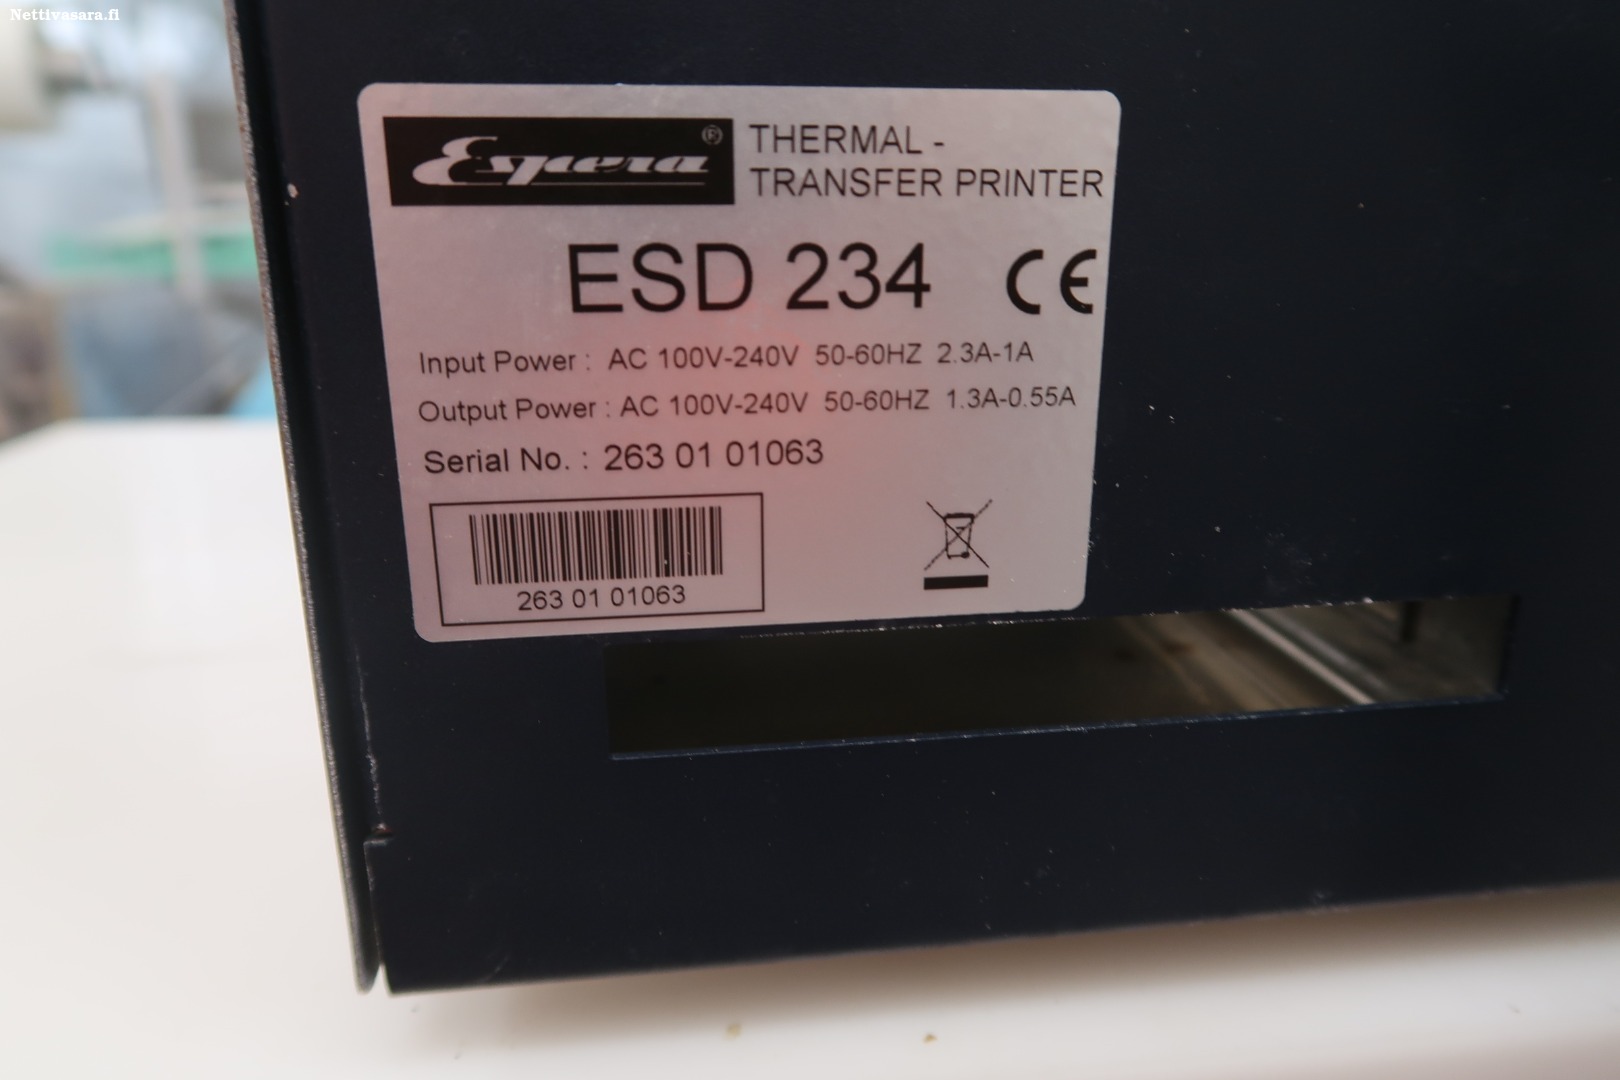 Nettivasara.fi
Espera ®
THERMAL -
TRANSFER PRINTER
ESD 234 CE
Input Power : AC 100V-240V 50-60HZ 2.3A-1A
Output Power : AC 100V-240V 50-60HZ 1.3A-0.55A
Serial No. : 263 01 01063
263 01 01063